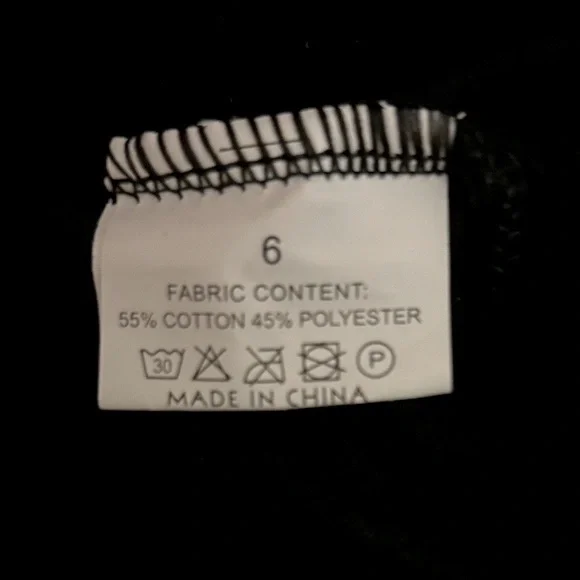 6
FABRIC CONTENT:
55% COTTON 45% POLYESTER
30 P
MADE IN CHINA